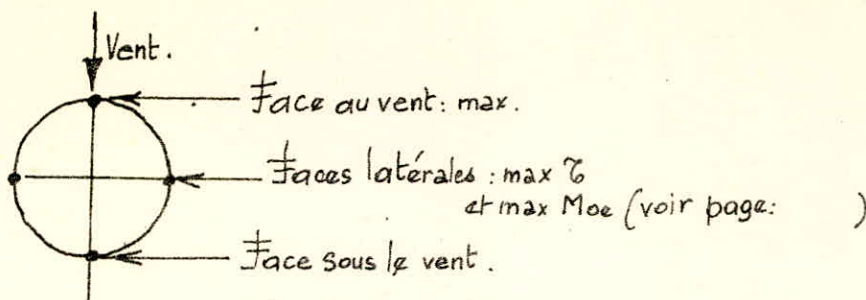 Vent.
Face au vent: max.
Faces latérales : max τ
et max Moe (voir page: )
Face sous le vent.